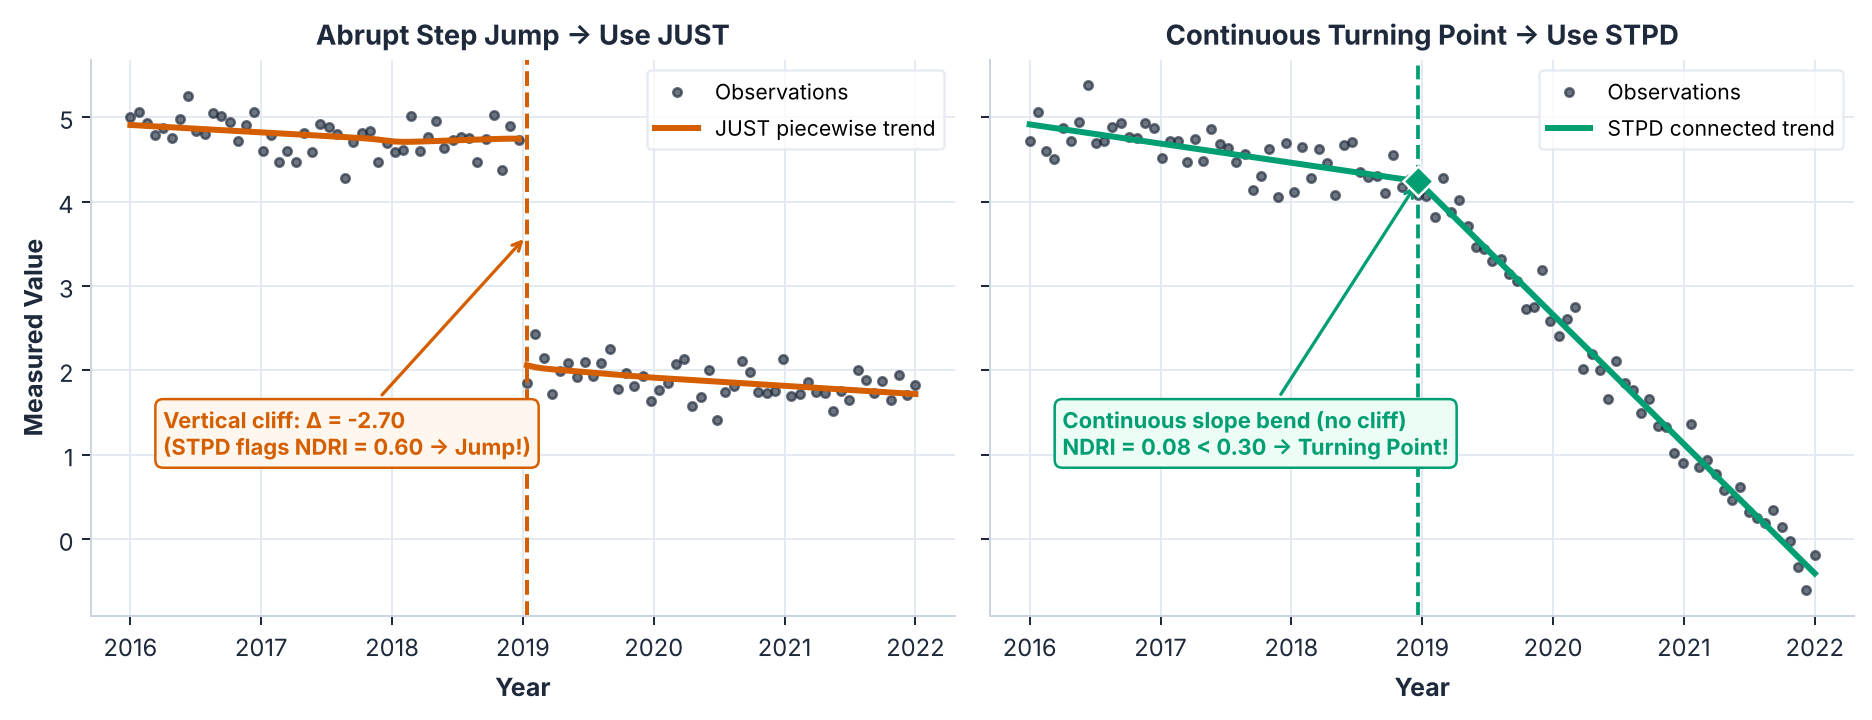 Abrupt Step Jump → Use JUST
Observations
JUST piecewise trend
Vertical cliff: Δ = -2.70
(STPD flags NDRI = 0.60 → Jump!)
Measured Value
5
4
3
2
1
0
2016
2017
2018
2019
2020
2021
2022
Year
Continuous Turning Point → Use STPD
Observations
STPD connected trend
Continuous slope bend (no cliff)
NDRI = 0.08 < 0.30 → Turning Point!
2016
2017
2018
2019
2020
2021
2022
Year